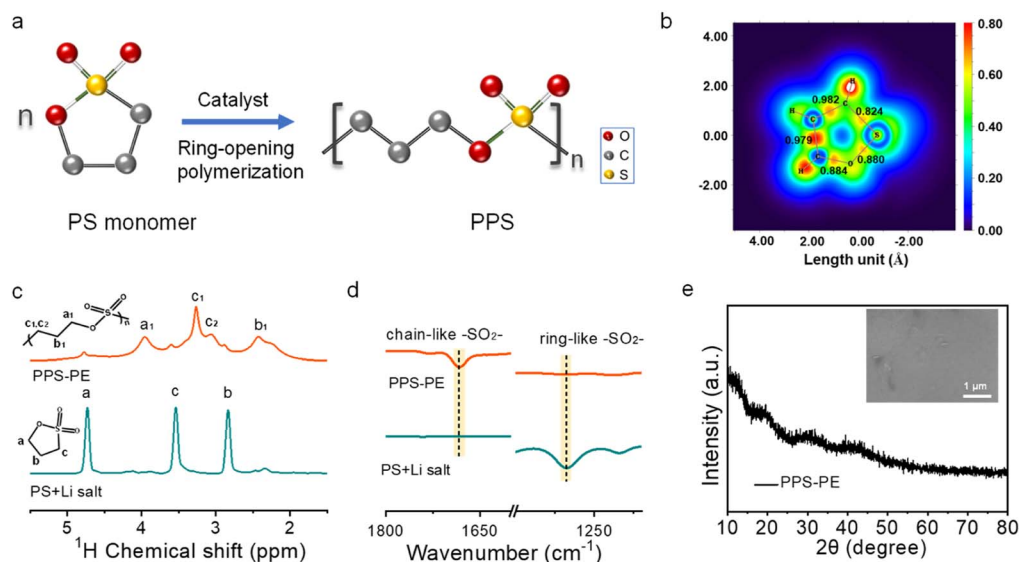 a
n
Catalyst
Ring-opening
polymerization
n
O
C
S
PS monomer
PPS
b
4.00
2.00
0.00
-2.00
4.00 2.00 0.00 -2.00
Length unit (Å)
H
0.982
C
0.824
H
C
S
0.979
C
O
0.880
H
0.884
0.80
0.60
0.40
0.20
0.00
c
O
O
S
a1
C1,C2
O
n
b1
PPS-PE
a1
C1
C2
b1
O
O
S
O
a
b
c
PS+Li salt
a
c
b
5 4 3 2
1H Chemical shift (ppm)
d
chain-like -SO2-
ring-like -SO2-
PPS-PE
PS+Li salt
1800 1650 1250
Wavenumber (cm-1)
e
Intensity (a.u.)
1 μm
PPS-PE
10 20 30 40 50 60 70 80
2θ (degree)